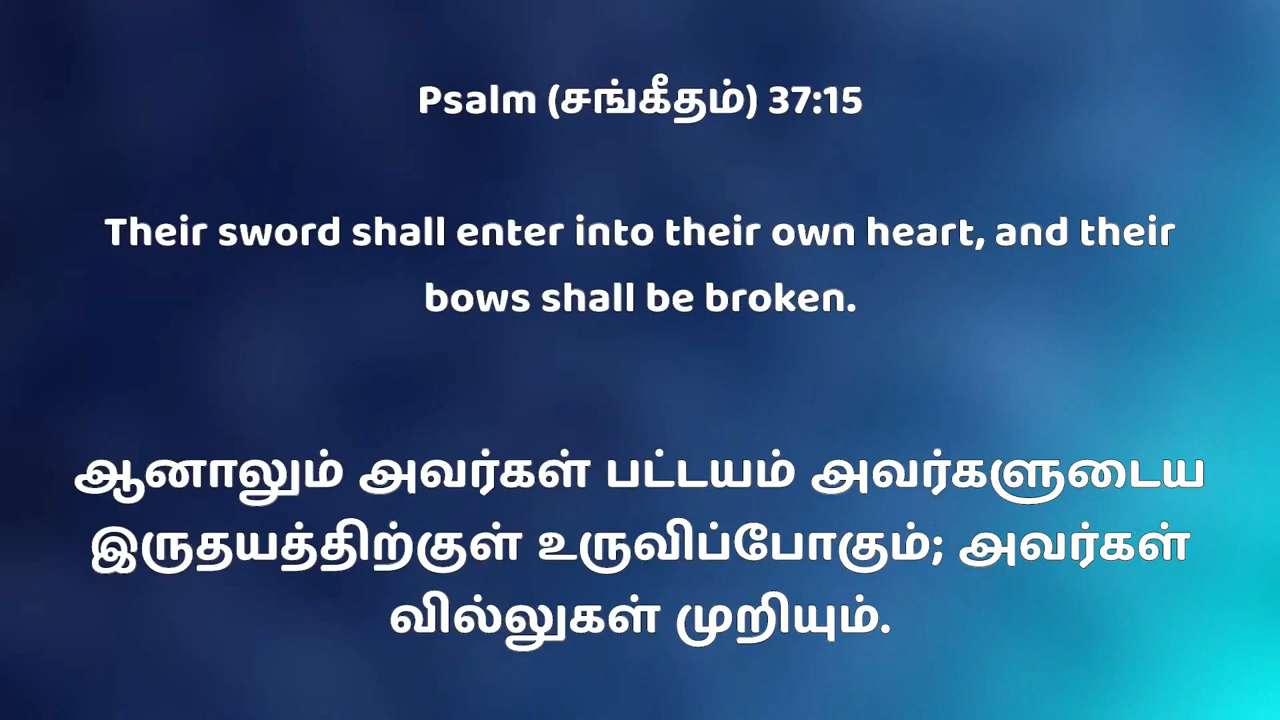 Psalm (சங்கீதம்) 37:15
Their sword shall enter into their own heart, and their
bows shall be broken.
ஆனாலும் அவர்கள் பட்டயம் அவர்களுடைய
இருதயத்திற்குள் உருவிப்போகும்; அவர்கள்
வில்லுகள் முறியும்.